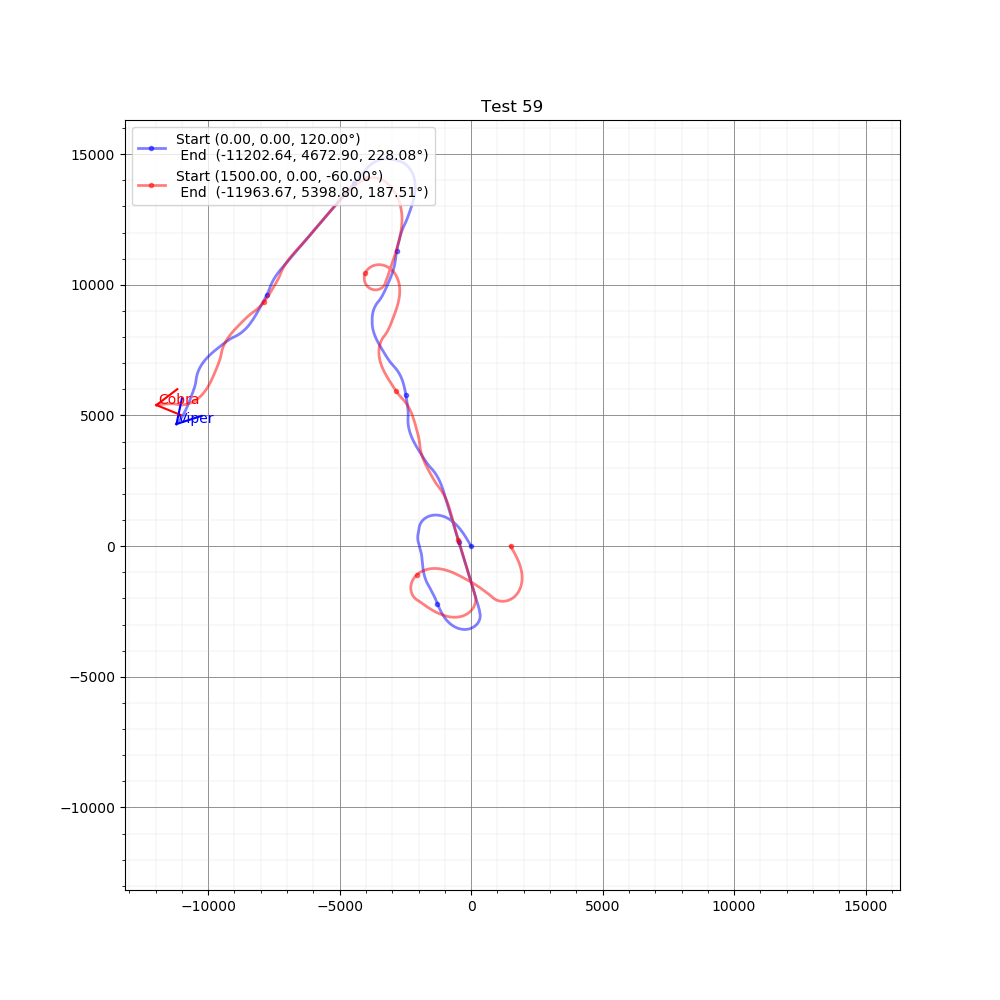 Test 59
Start (0.00, 0.00, 120.00°)
End (-11202.64, 4672.90, 228.08°)
Start (1500.00, 0.00, -60.00°)
End (-11963.67, 5398.80, 187.51°)
15000
10000
5000
0
−5000
−10000
Cobra
Viper
−10000 −5000 0 5000 10000 15000